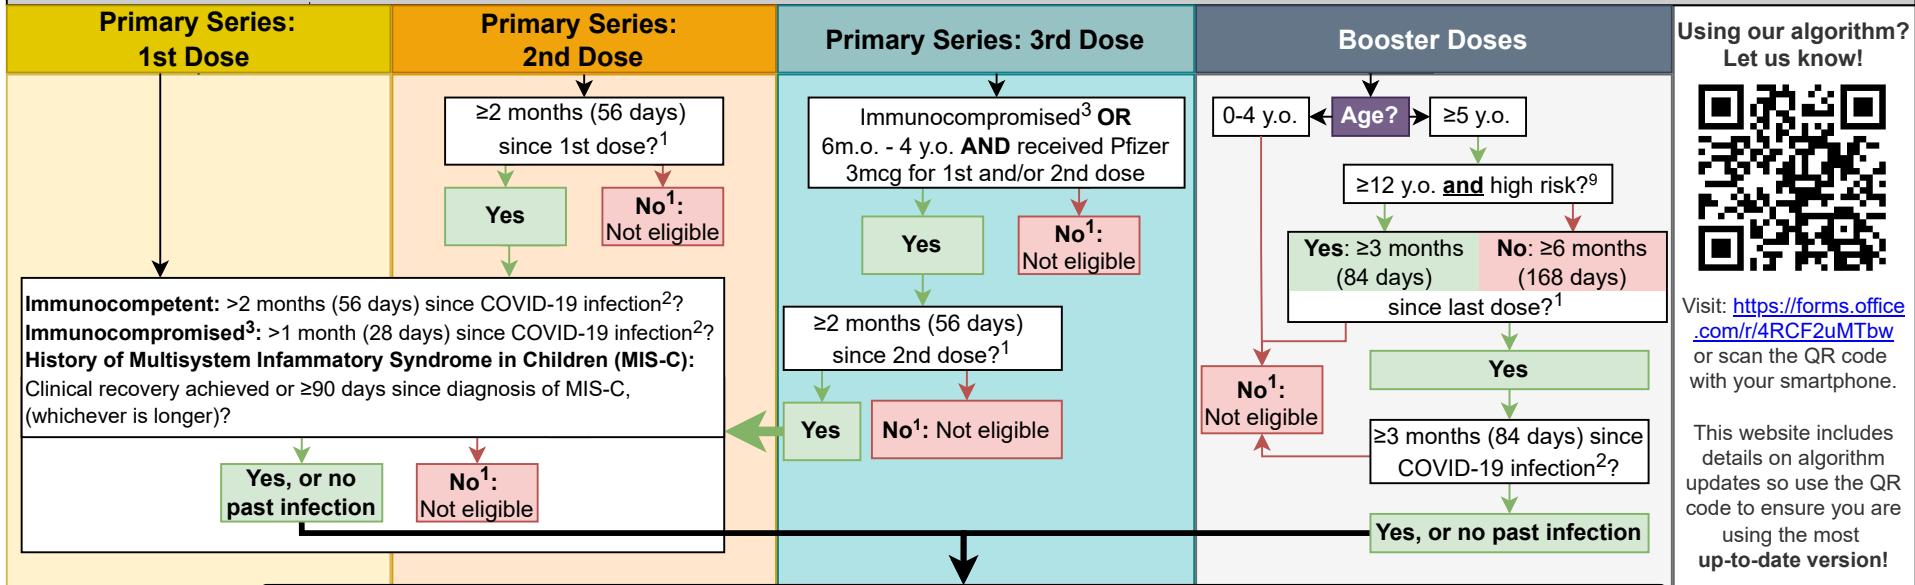 Primary Series:
1st Dose
Primary Series:
2nd Dose
Primary Series: 3rd Dose
Booster Doses
Using our algorithm?
Let us know!
≥2 months (56 days)
since 1st dose?¹
Yes
No¹:
Not eligible
Immunocompetent: >2 months (56 days) since COVID-19 infection²?
Immunocompromised³: >1 month (28 days) since COVID-19 infection²?
History of Multisystem Infammatory Syndrome in Children (MIS-C):
Clinical recovery achieved or ≥90 days since diagnosis of MIS-C,
(whichever is longer)?
Yes, or no
past infection
No¹:
Not eligible
Immunocompromised³ OR
6m.o. - 4 y.o. AND received Pfizer
3mcg for 1st and/or 2nd dose
Yes
No¹:
Not eligible
≥2 months (56 days)
since 2nd dose?¹
Yes
No¹: Not eligible
0-4 y.o.
Age?
≥5 y.o.
≥12 y.o. and high risk?⁹
Yes: ≥3 months
(84 days)
No: ≥6 months
(168 days)
since last dose?¹
Yes
No¹:
Not eligible
≥3 months (84 days) since
COVID-19 infection²?
Yes, or no past infection
Visit: https://forms.office
.com/r/4RCF2uMTbw
or scan the QR code
with your smartphone.
This website includes
details on algorithm
updates so use the QR
code to ensure you are
using the most
up-to-date version!